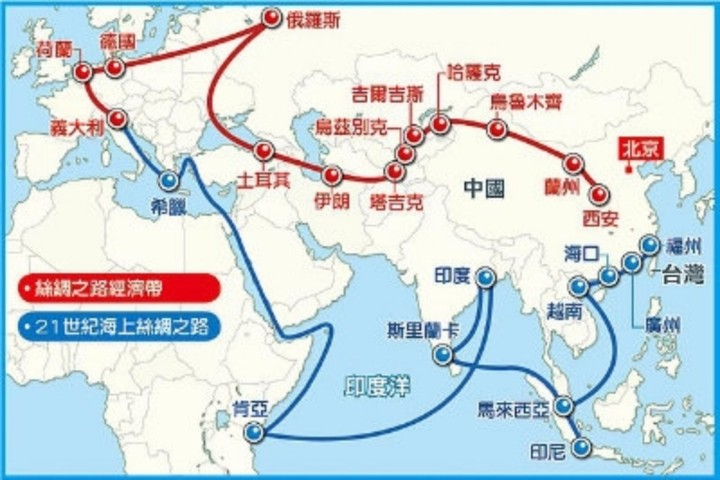 俄羅斯
荷蘭
德國
義大利
哈薩克
吉爾吉斯
烏魯木齊
烏茲別克
北京
土耳其
伊朗
塔吉克
中國
蘭州
西安
希臘
絲綢之路經濟帶
21世紀海上絲綢之路
印度
海口
福州
台灣
越南
廣州
斯里蘭卡
印度洋
肯亞
馬來西亞
印尼